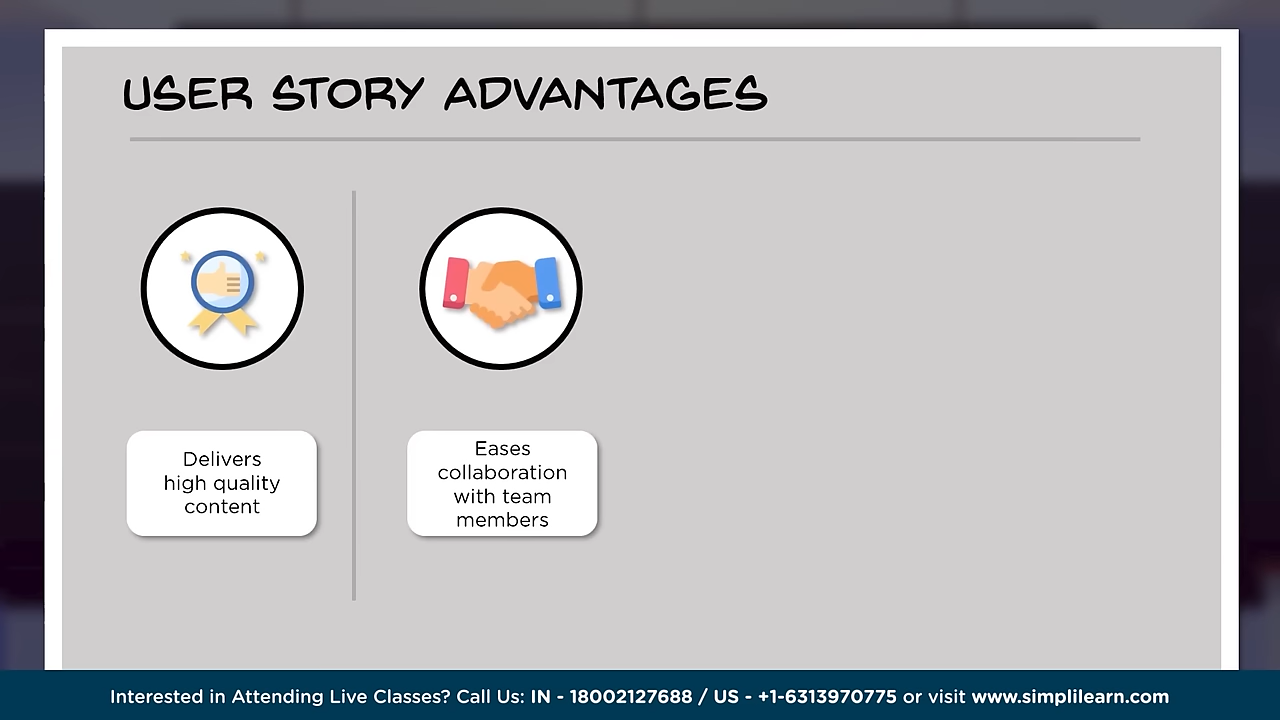 USER STORY ADVANTAGES
Delivers
high quality
content
Eases
collaboration
with team
members
Interested in Attending Live Classes? Call Us: IN - 18002127688 / US - +1-6313970775 or visit www.simplilearn.com